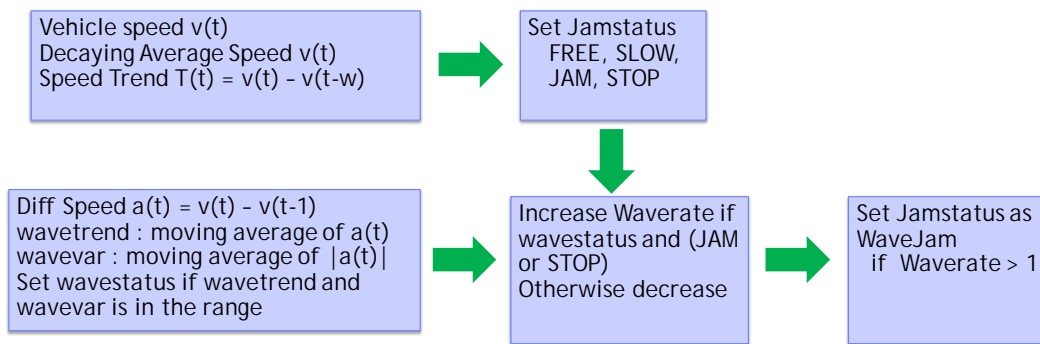 Vehicle speed v(t)
Decaying Average Speed v(t)
Speed Trend T(t) = v(t) – v(t-w)
Set Jamstatus
FREE, SLOW,
JAM, STOP
Diff Speed a(t) = v(t) – v(t-1)
wavetrend : moving average of a(t)
wavevar : moving average of |a(t)|
Set wavestatus if wavetrend and
wavevar is in the range
Increase Waverate if
wavestatus and (JAM
or STOP)
Otherwise decrease
Set Jamstatus as
WaveJam
if Waverate > 1